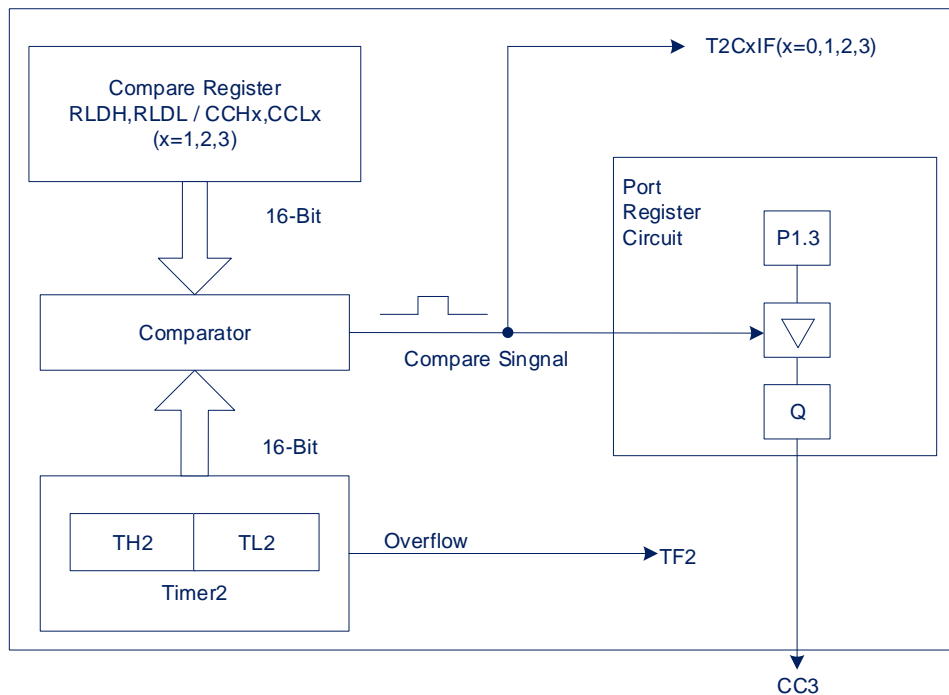 T2CxIF(x=0,1,2,3)
Compare Register
RLDH,RLDL / CCHx,CCLx
(x=1,2,3)
16-Bit
Port
Register
Circuit
P1.3
Comparator
Compare Singnal
Q
16-Bit
TH2
TL2
Timer2
Overflow
TF2
CC3